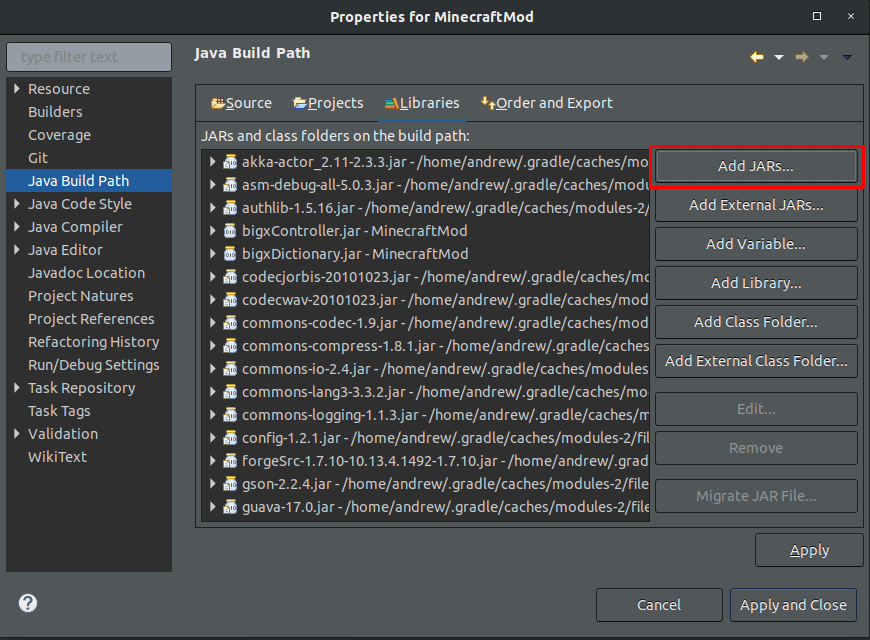 Properties for MinecraftMod
type filter text
Resource
Builders
Coverage
Git
Java Build Path
Java Code Style
Java Compiler
Java Editor
Javadoc Location
Project Natures
Project References
Refactoring History
Run/Debug Settings
Task Repository
Task Tags
Validation
WikiText
Java Build Path
Source Projects Libraries Order and Export
JARs and class folders on the build path:
akka-actor_2.11-2.3.3.jar - /home/andrew/.gradle/caches/mo
asm-debug-all-5.0.3.jar - /home/andrew/.gradle/caches/modu
authlib-1.5.16.jar - /home/andrew/.gradle/caches/modules-2/
bigxController.jar - MinecraftMod
bigxDictionary.jar - MinecraftMod
codecjorbis-20101023.jar - /home/andrew/.gradle/caches/mo
codecwav-20101023.jar - /home/andrew/.gradle/caches/mod
commons-codec-1.9.jar - /home/andrew/.gradle/caches/mod
commons-compress-1.8.1.jar - /home/andrew/.gradle/caches
commons-io-2.4.jar - /home/andrew/.gradle/caches/modules
commons-lang3-3.3.2.jar - /home/andrew/.gradle/caches/mo
commons-logging-1.1.3.jar - /home/andrew/.gradle/caches/m
config-1.2.1.jar - /home/andrew/.gradle/caches/modules-2/fil
forgeSrc-1.7.10-10.13.4.1492-1.7.10.jar - /home/andrew/.grad
gson-2.2.4.jar - /home/andrew/.gradle/caches/modules-2/file
guava-17.0.jar - /home/andrew/.gradle/caches/modules-2/file
Add JARs...
Add External JARs...
Add Variable...
Add Library...
Add Class Folder...
Add External Class Folder...
Edit...
Remove
Migrate JAR File...
Apply
Cancel
Apply and Close